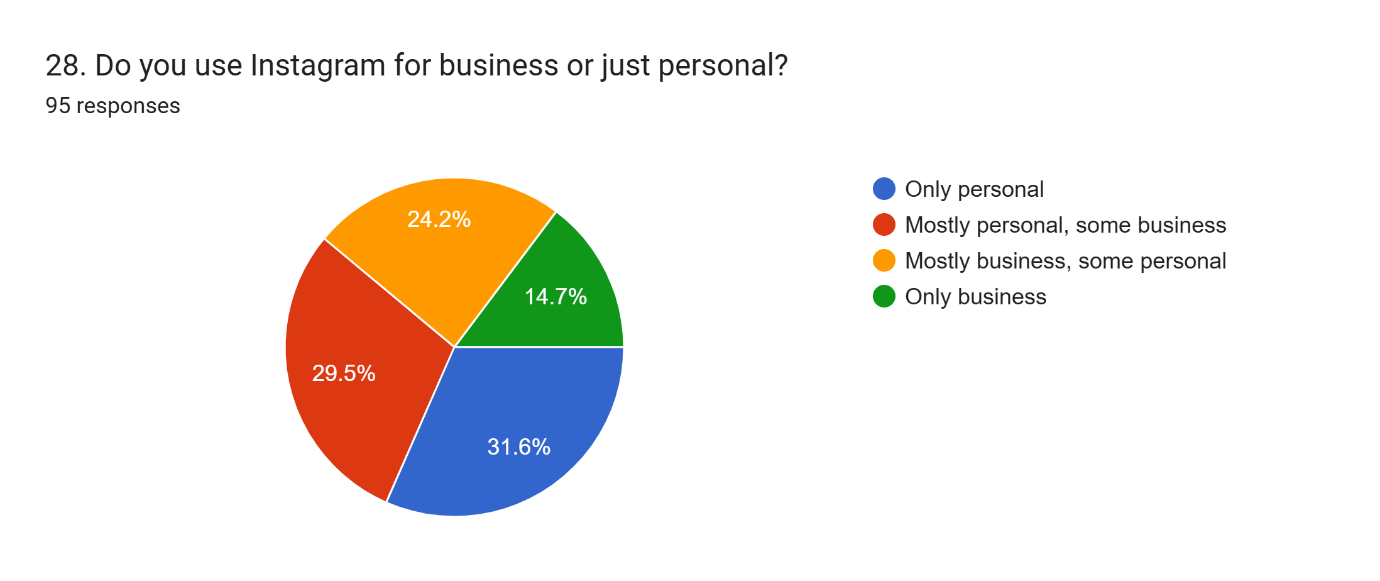 28. Do you use Instagram for business or just personal?
95 responses
24.2%
14.7%
29.5%
31.6%
Only personal
Mostly personal, some business
Mostly business, some personal
Only business